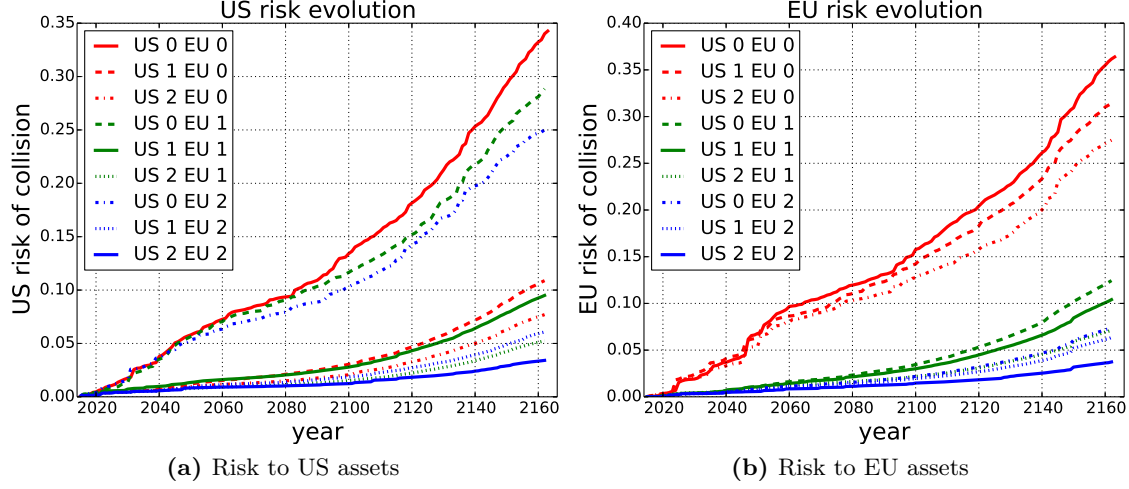 US risk evolution
US risk of collision
0.35
0.30
0.25
0.20
0.15
0.10
0.05
0.00
US 0 EU 0
US 1 EU 0
US 2 EU 0
US 0 EU 1
US 1 EU 1
US 2 EU 1
US 0 EU 2
US 1 EU 2
US 2 EU 2
2020 2040 2060 2080 2100 2120 2140 2160
year
(a) Risk to US assets
EU risk evolution
EU risk of collision
0.40
0.35
0.30
0.25
0.20
0.15
0.10
0.05
0.00
US 0 EU 0
US 1 EU 0
US 2 EU 0
US 0 EU 1
US 1 EU 1
US 2 EU 1
US 0 EU 2
US 1 EU 2
US 2 EU 2
2020 2040 2060 2080 2100 2120 2140 2160
year
(b) Risk to EU assets